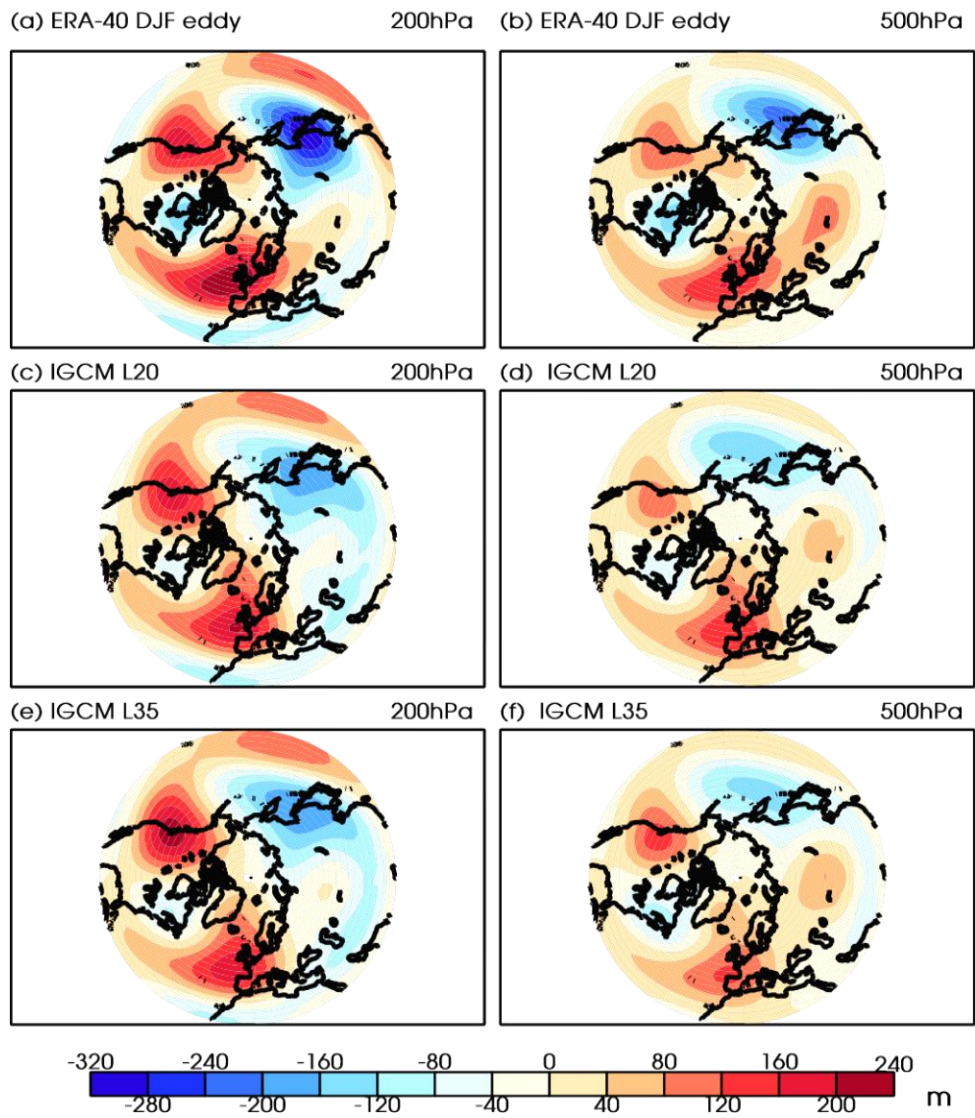 (a) ERA-40 DJF eddy 200hPa
(b) ERA-40 DJF eddy 500hPa
(c) IGCM L20 200hPa
(d) IGCM L20 500hPa
(e) IGCM L35 200hPa
(f) IGCM L35 500hPa
-320 -240 -160 -80 0 80 160 240
-280 -200 -120 -40 40 120 200 m